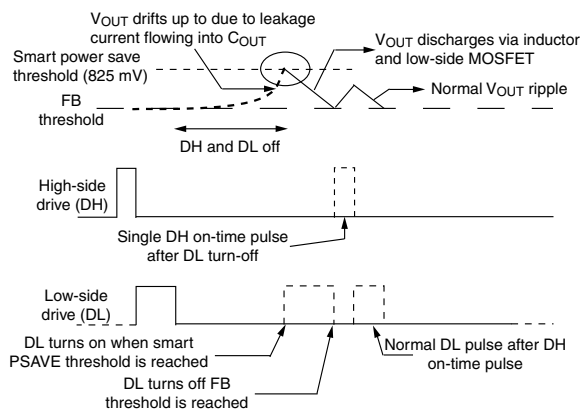 VOUT drifts up to due to leakage
current flowing into COUT
Smart power save
threshold (825 mV)
VOUT discharges via inductor
and low-side MOSFET
FB
threshold
Normal VOUT ripple
DH and DL off
High-side
drive (DH)
Single DH on-time pulse
after DL turn-off
Low-side
drive (DL)
DL turns on when smart
PSAVE threshold is reached
Normal DL pulse after DH
on-time pulse
DL turns off FB
threshold is reached